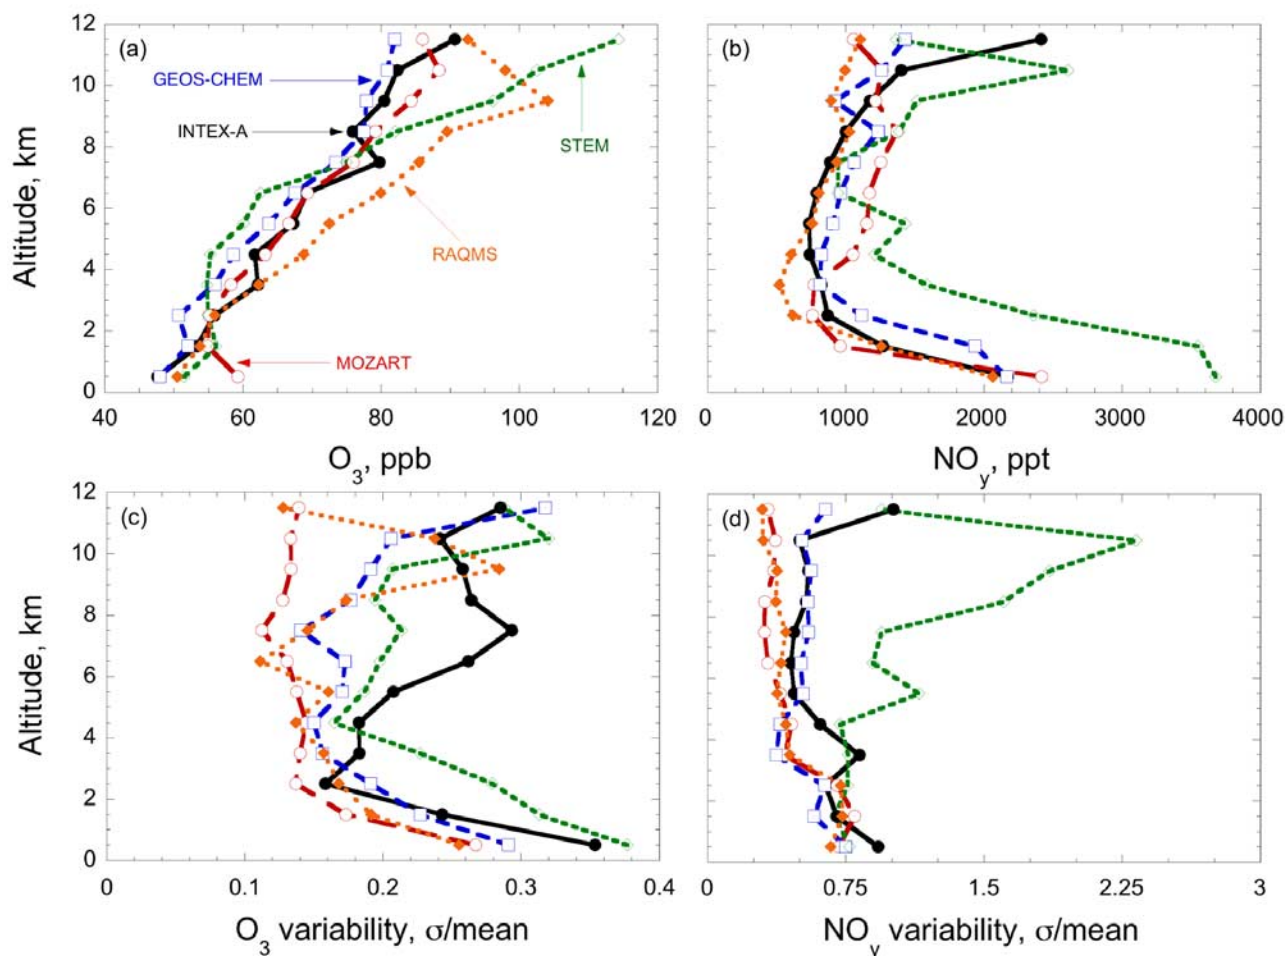 12
10
8
6
4
2
0
Altitude, km
(a)
GEOS-CHEM
INTEX-A
STEM
RAQMS
MOZART
40 60 80 100 120
O₃, ppb
(b)
0 1000 2000 3000 4000
NOy, ppt
12
10
8
6
4
2
0
Altitude, km
(c)
0 0.1 0.2 0.3 0.4
O₃ variability, σ/mean
(d)
0 0.75 1.5 2.25 3
NOy variability, σ/mean